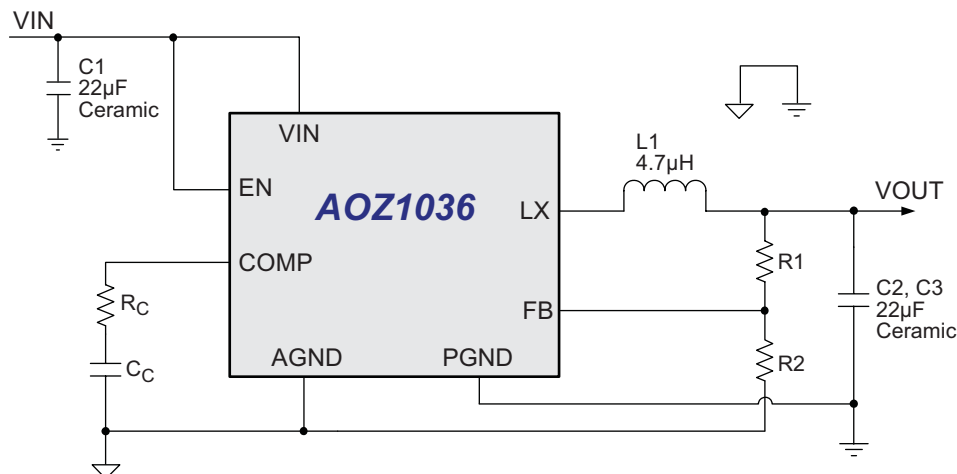 VIN
C1
22µF
Ceramic
VIN
L1
4.7µH
EN
AOZ1036
LX
VOUT
COMP
R1
RC
FB
C2, C3
22µF
Ceramic
AGND
PGND
R2
CC